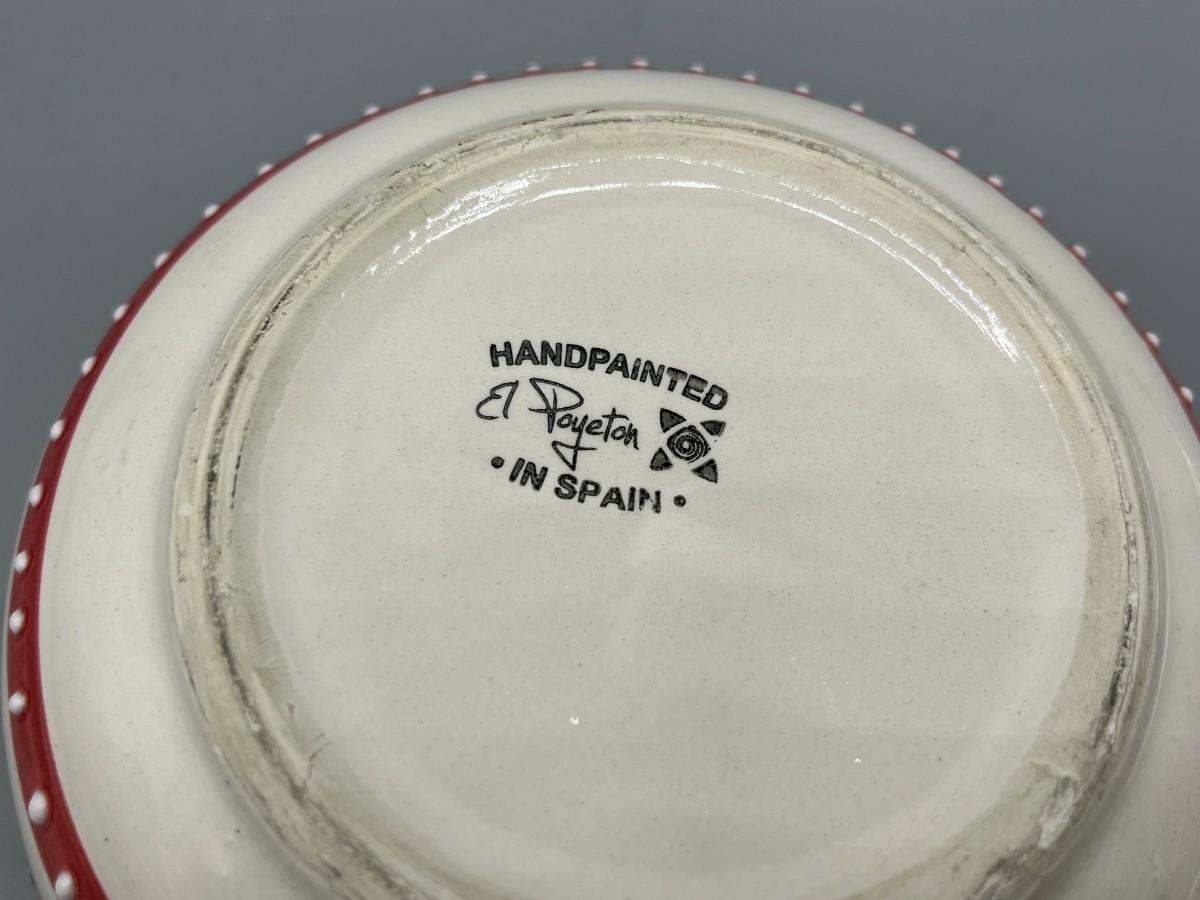 HANDPAINTED
El Poyeton
• IN SPAIN •